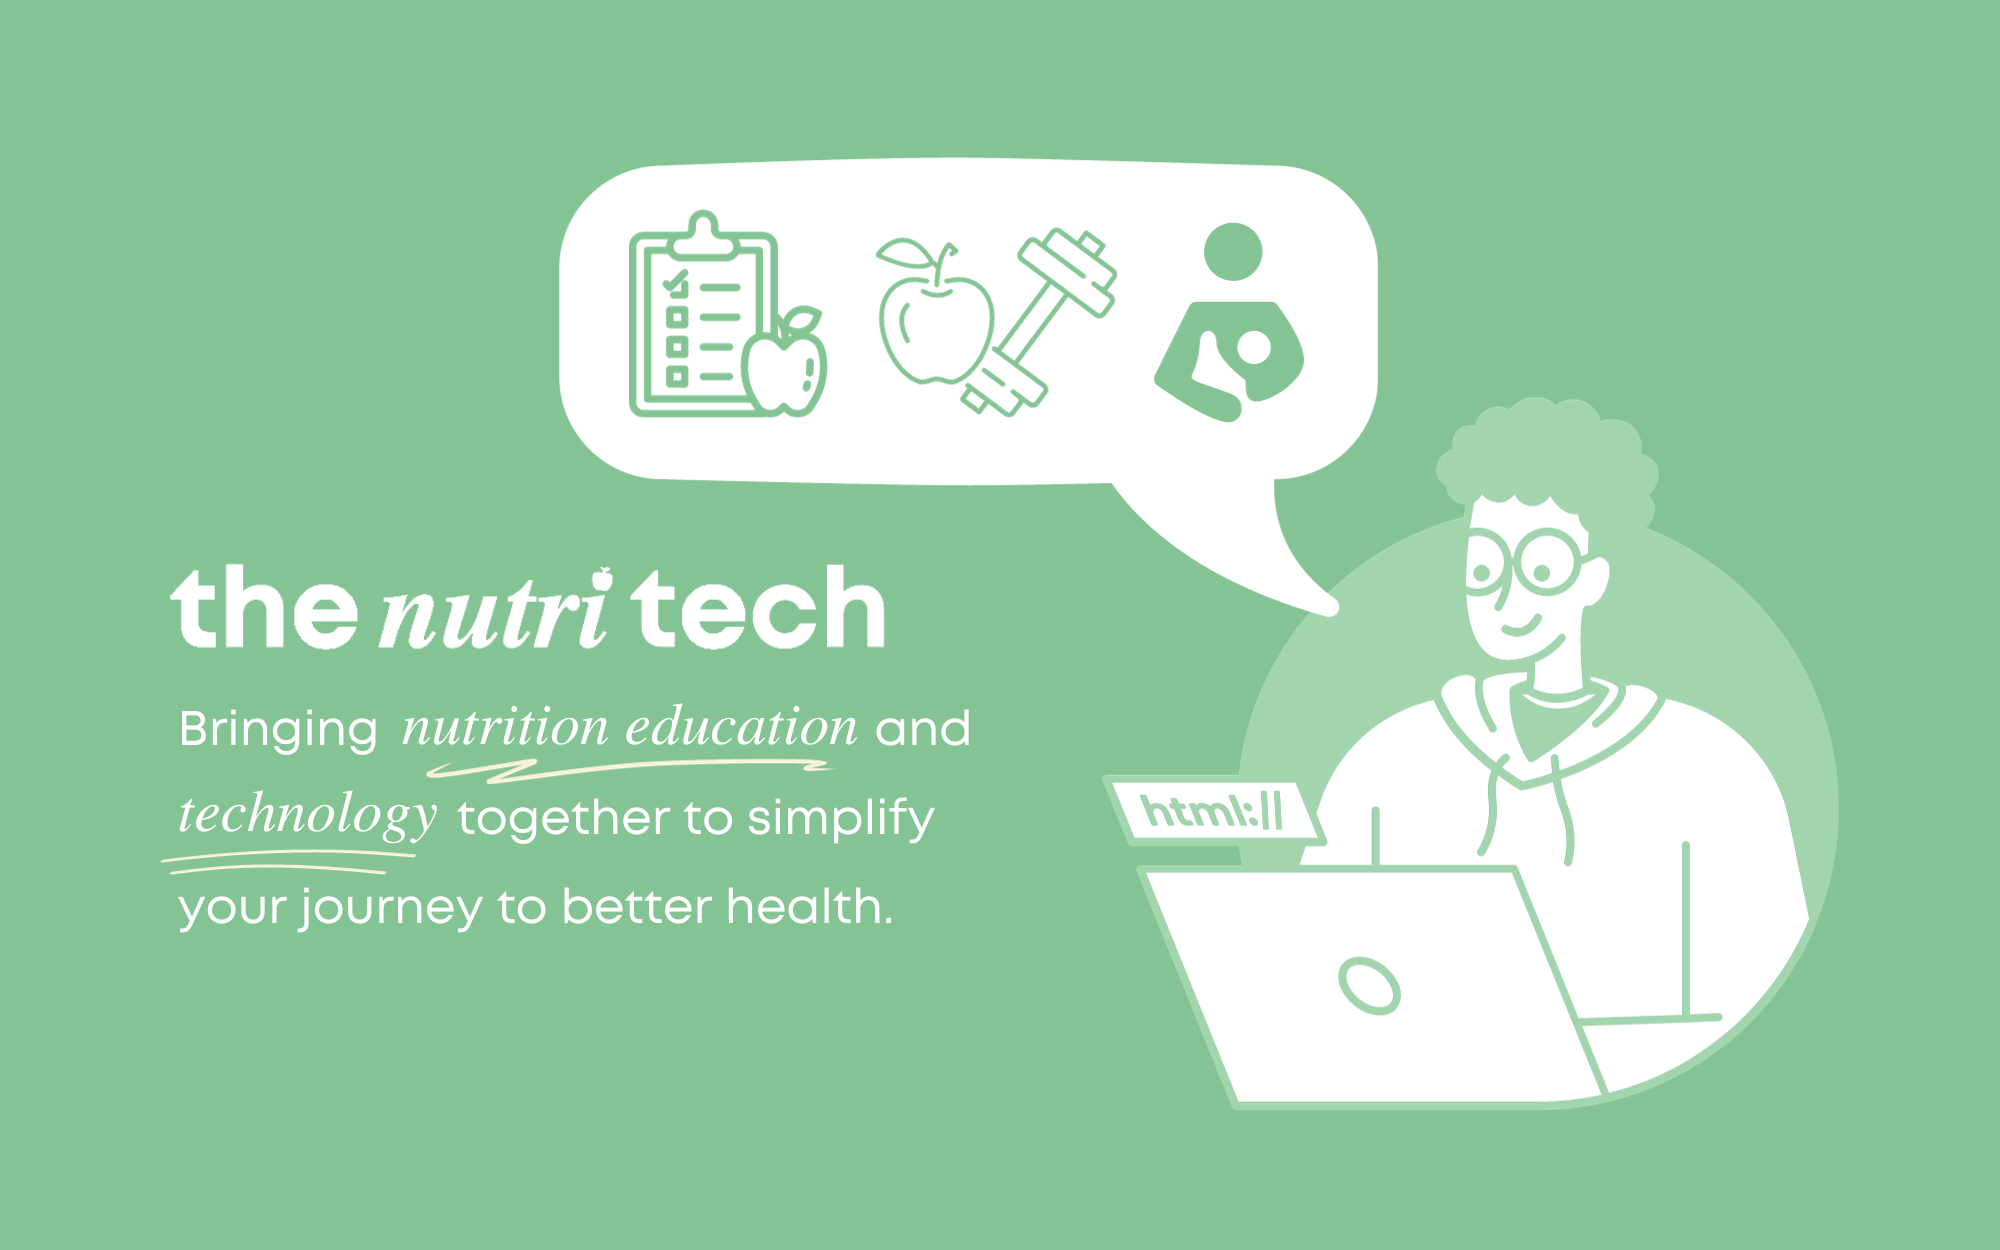 the nutri tech
Bringing nutrition education and
technology together to simplify
your journey to better health.
html://